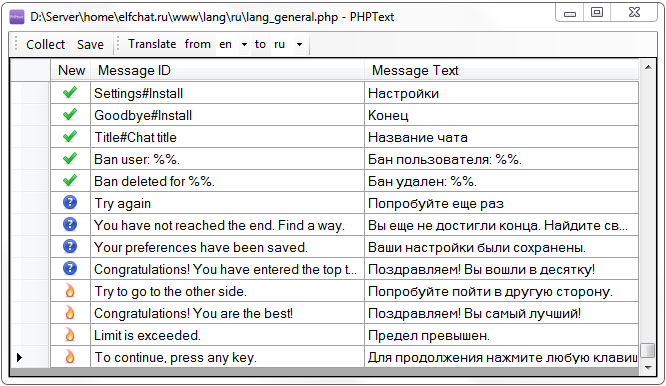 D:\Server\home\elfchat.ru\www\lang\ru\lang_general.php - PHPText
Collect Save Translate from en to ru
New Message ID Message Text
Settings#Install Настройки
Goodbye#Install Конец
Title#Chat title Название чата
Ban user: %%. Бан пользователя: %%.
Ban deleted for %%. Бан удален: %%.
Try again Попробуйте еще раз
You have not reached the end. Find a way. Вы еще не достигли конца. Найдите св...
Your preferences have been saved. Ваши настройки были сохранены.
Congratulations! You have entered the top t... Поздравляем! Вы вошли в десятку!
Try to go to the other side. Попробуйте пойти в другую сторону.
Congratulations! You are the best! Поздравляем! Вы самый лучший!
Limit is exceeded. Предел превышен.
To continue, press any key. Для продолжения нажмите любую клавиш